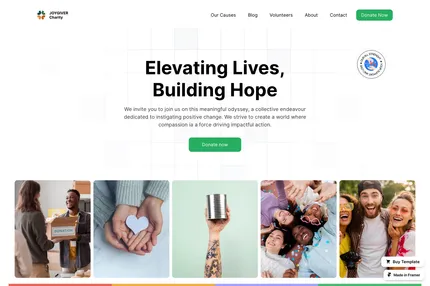 JOYGIVER
Charity
Our Causes
Blog
Volunteers
About
Contact
Donate Now
Elevating Lives,
Building Hope
We invite you to join us on this meaningful odyssey, a collective endeavour
dedicated to instigating positive change. We strive to create a world where
compassion is a force driving impactful action.
Donate now
Buy Template
Made in Framer